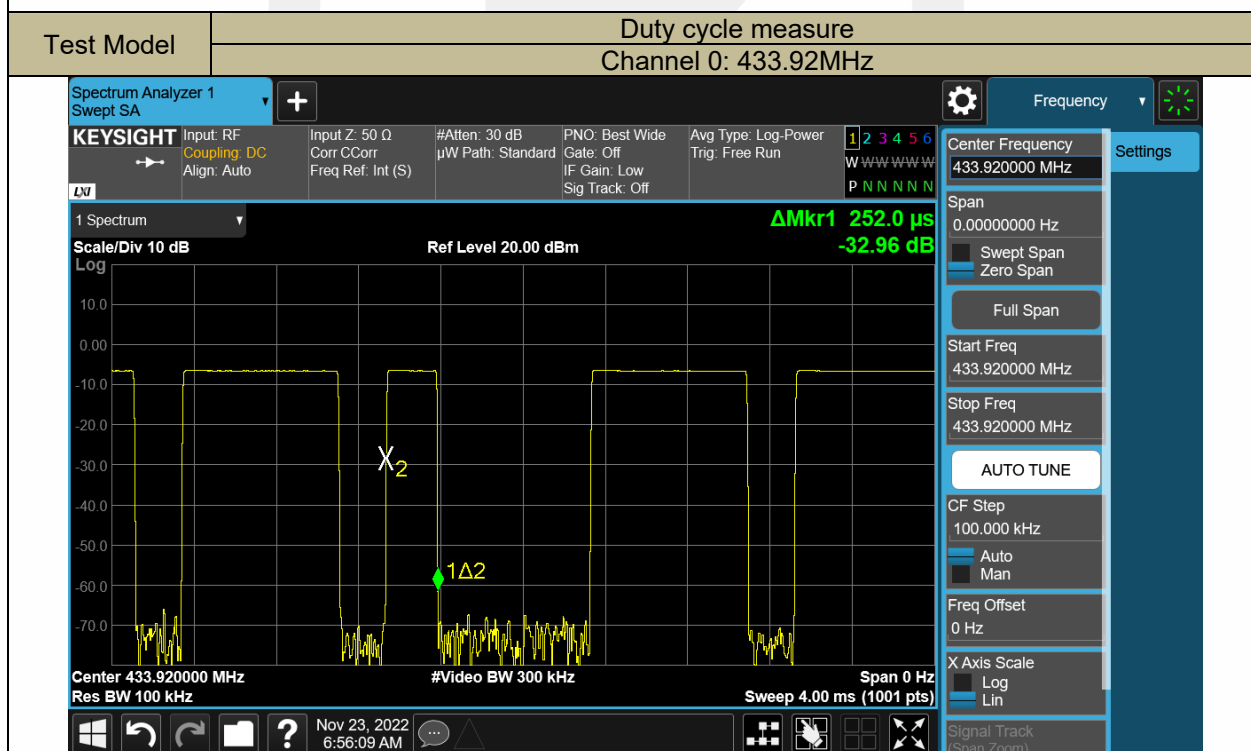 Test Model
Duty cycle measure
Channel 0: 433.92MHz
Spectrum Analyzer 1
Swept SA
Frequency
KEYSIGHT
LXI
Input: RF
Coupling: DC
Align: Auto
Input Z: 50 Ω
Corr CCorr
Freq Ref: Int (S)
#Atten: 30 dB
µW Path: Standard
PNO: Best Wide
Gate: Off
IF Gain: Low
Sig Track: Off
Avg Type: Log-Power
Trig: Free Run
1 2 3 4 5 6
W W W W W W
P N N N N N
1 Spectrum
Scale/Div 10 dB
Log
Ref Level 20.00 dBm
ΔMkr1 252.0 µs
-32.96 dB
10.0
0.00
-10.0
-20.0
-30.0
-40.0
-50.0
-60.0
-70.0
X2
1Δ2
Center 433.920000 MHz
Res BW 100 kHz
#Video BW 300 kHz
Span 0 Hz
Sweep 4.00 ms (1001 pts)
Nov 23, 2022
6:56:09 AM
?
Center Frequency
433.920000 MHz
Settings
Span
0.00000000 Hz
Swept Span
Zero Span
Full Span
Start Freq
433.920000 MHz
Stop Freq
433.920000 MHz
AUTO TUNE
CF Step
100.000 kHz
Auto
Man
Freq Offset
0 Hz
X Axis Scale
Log
Lin
Signal Track
(Span Zoom)